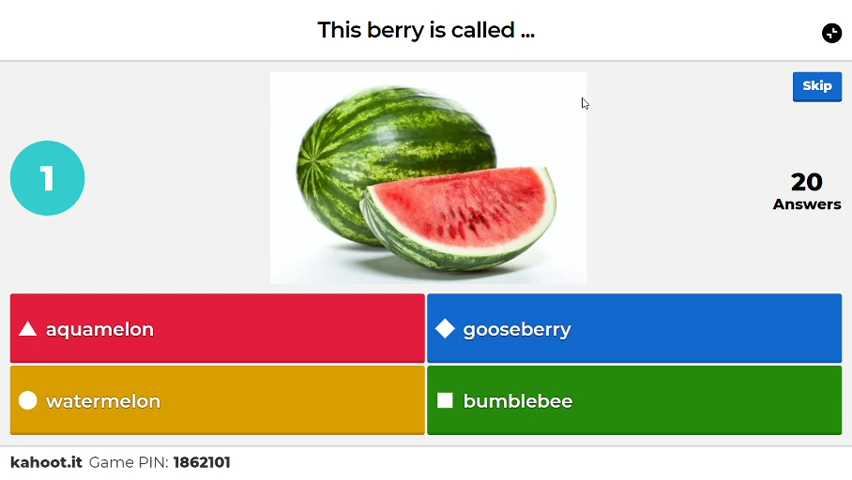 This berry is called ...
Skip
1
20
Answers
aquamelon
gooseberry
watermelon
bumblebee
kahoot.it Game PIN: 1862101